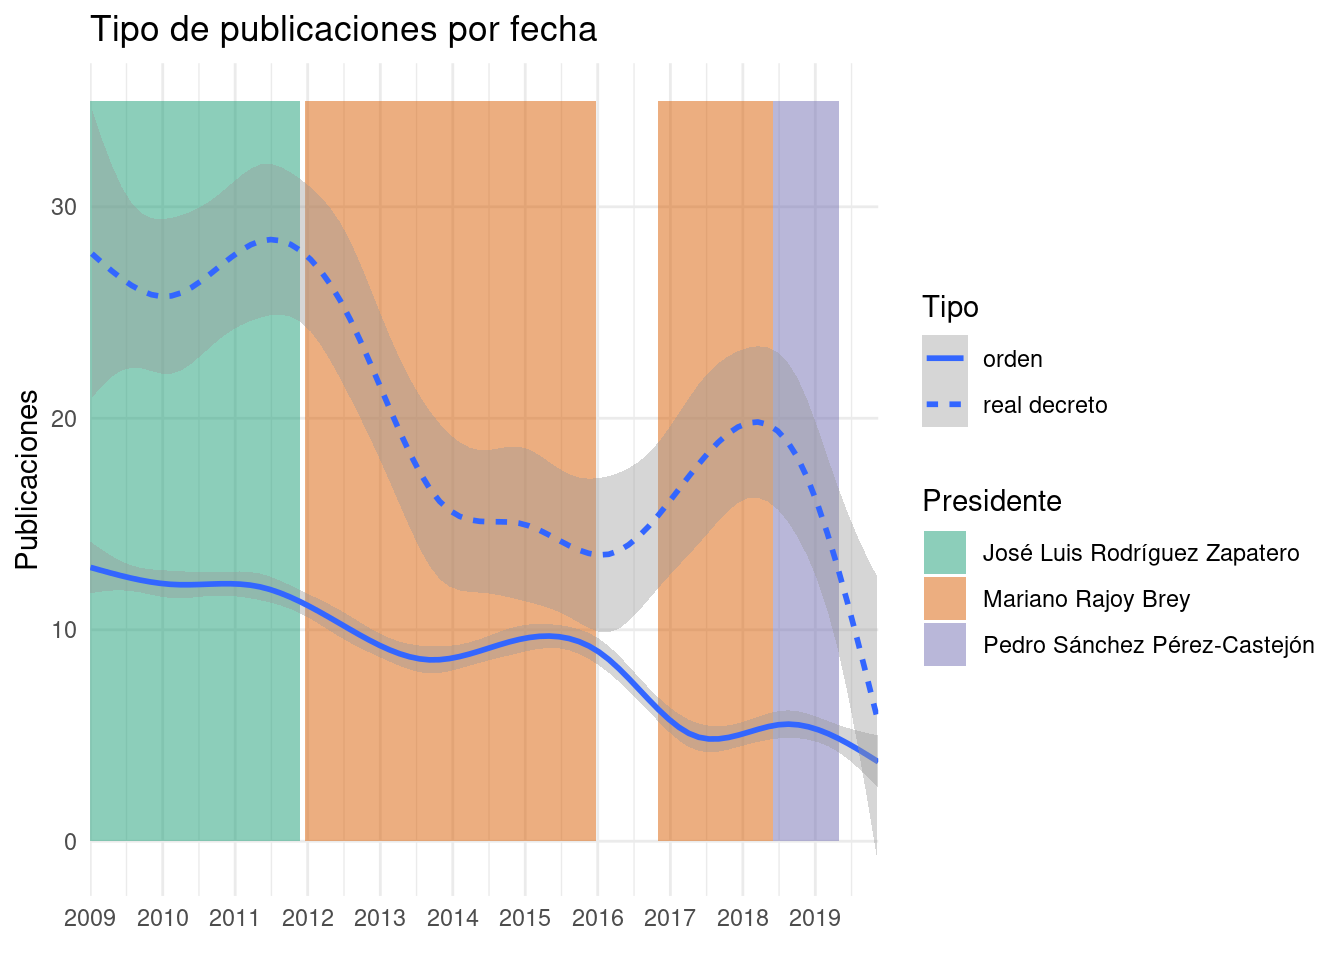 Tipo de publicaciones por fecha
Publicaciones
30
20
10
0
2009 2010 2011 2012 2013 2014 2015 2016 2017 2018 2019
Tipo
orden
real decreto
Presidente
José Luis Rodríguez Zapatero
Mariano Rajoy Brey
Pedro Sánchez Pérez-Castejón